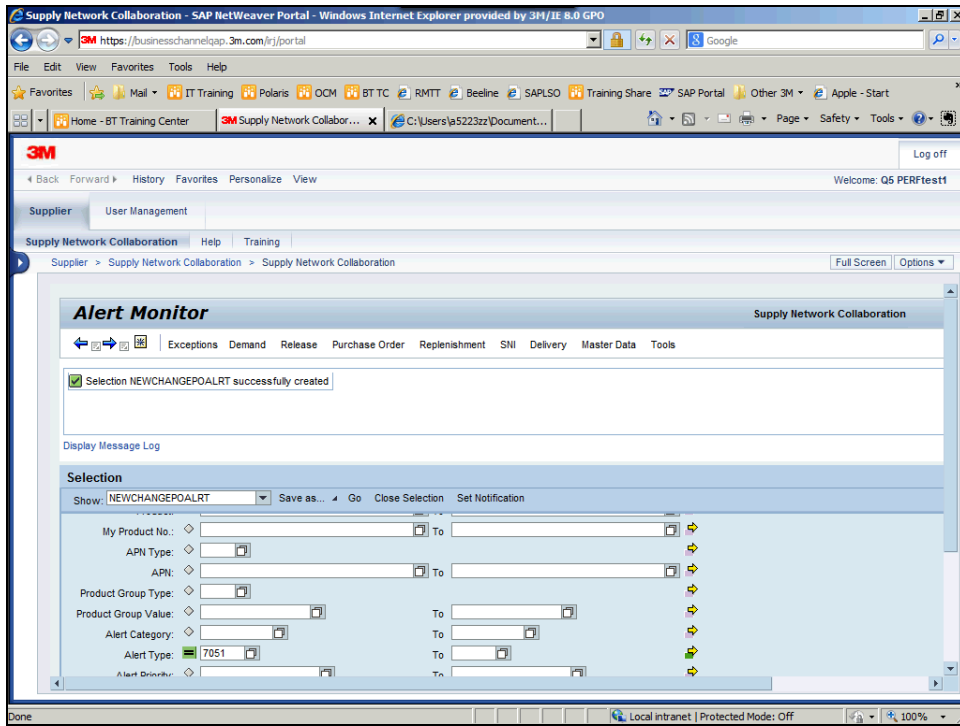 Supply Network Collaboration - SAP NetWeaver Portal - Windows Internet Explorer provided by 3M/IE 8.0 GPO
3M https://businesschannelqap.3m.com/irj/portal
Google
File Edit View Favorites Tools Help
Favorites Mail IT Training Polaris OCM BT TC RMTT Beeline SAPLSO Training Share SAP Portal Other 3M Apple - Start
Home - BT Training Center 3M Supply Network Collabor... X C:\Users\a5223zz\Document... Page Safety Tools
3M
Log off
Back Forward History Favorites Personalize View
Welcome: Q5 PERFtest1
Supplier User Management
Supply Network Collaboration Help Training
Supplier > Supply Network Collaboration > Supply Network Collaboration Full Screen Options
Alert Monitor
Supply Network Collaboration
Exceptions Demand Release Purchase Order Replenishment SNI Delivery Master Data Tools
Selection NEWCHANGEPOALRT successfully created
Display Message Log
Selection
Show: NEWCHANGEPOALRT Save as... Go Close Selection Set Notification
My Product No.: To
APN Type:
APN: To
Product Group Type:
Product Group Value: To
Alert Category: To
Alert Type: 7051 To
Alert Priority: To
Done
Local intranet | Protected Mode: Off
100%